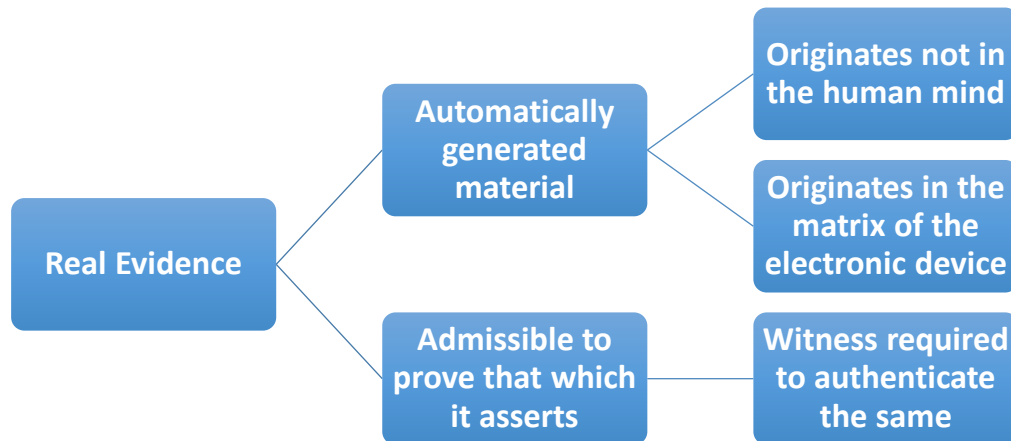 Real Evidence
Automatically
generated
material
Originates not in
the human mind
Originates in the
matrix of the
electronic device
Admissible to
prove that which
it asserts
Witness required
to authenticate
the same